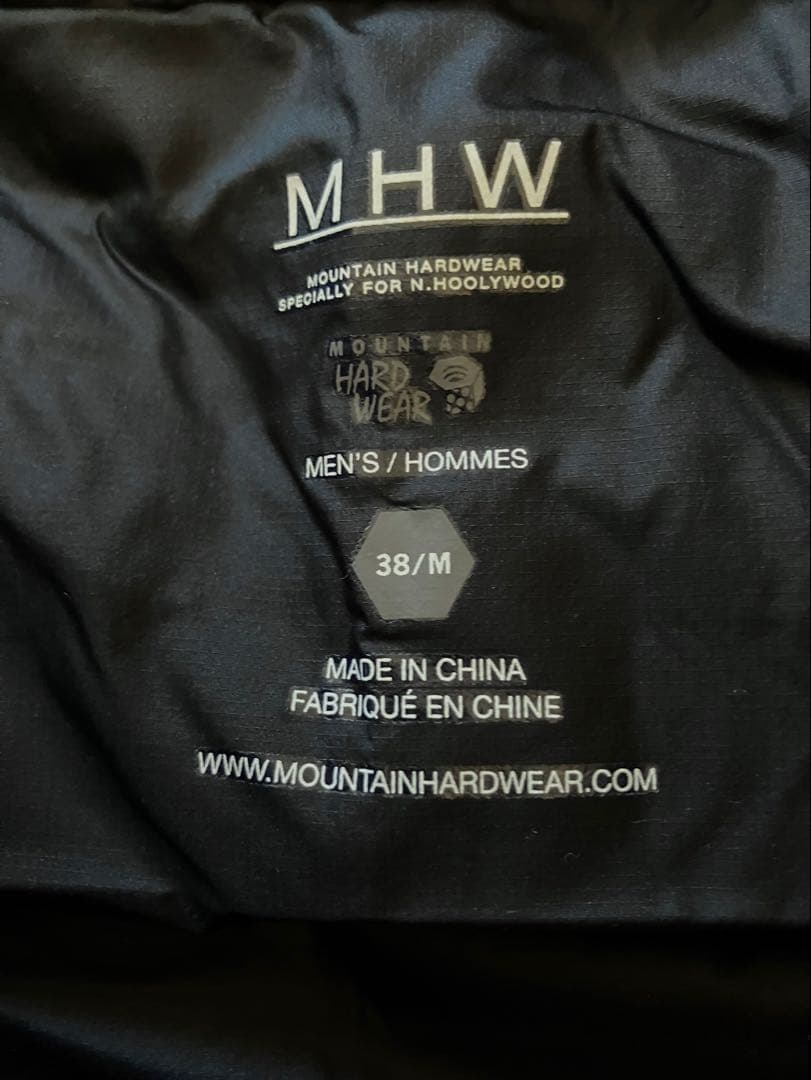 MHW
MOUNTAIN HARDWEAR
SPECIALLY FOR N.HOOLYWOOD
MOUNTAIN
HARD
WEAR
MEN'S / HOMMES
38/M
MADE IN CHINA
FABRIQUÉ EN CHINE
WWW.MOUNTAINHARDWEAR.COM